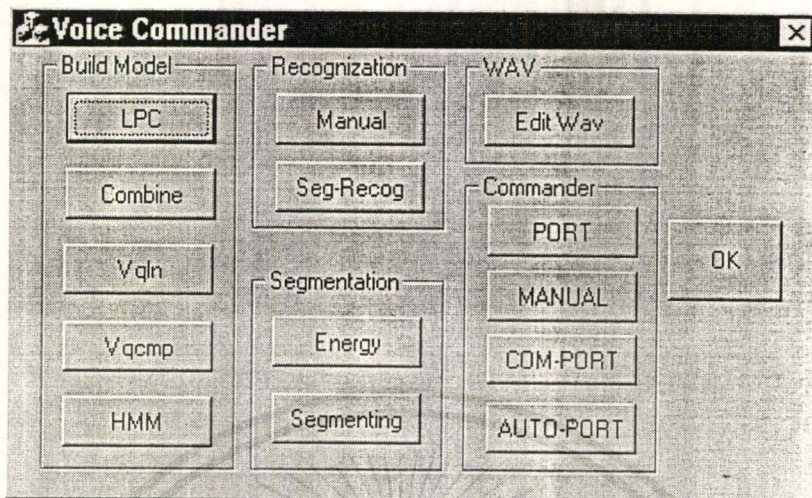 Voice Commander
Build Model
LPC
Combine
Vqln
Vqcmp
HMM
Recognization
Manual
Seg-Recog
Segmentation
Energy
Segmenting
WAV
Edit Wav
Commander
PORT
MANUAL
COM-PORT
AUTO-PORT
OK